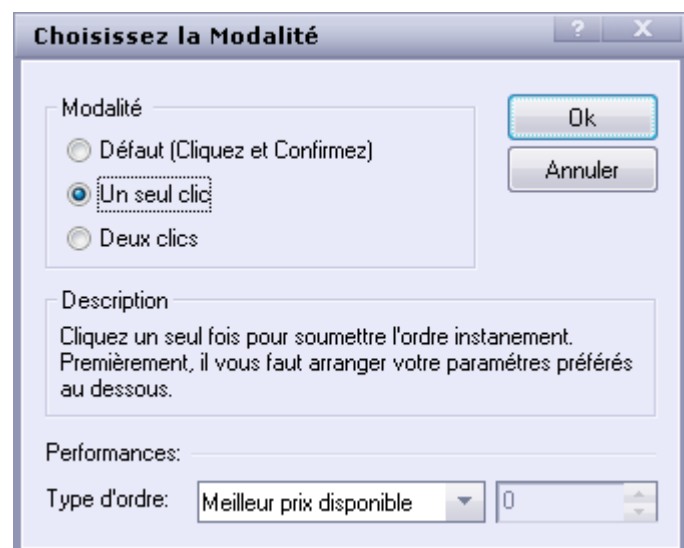 Choisissez la Modalité
? X
Modalité
Défaut (Cliquez et Confirmez)
Un seul clic
Deux clics
Ok
Annuler
Description
Cliquez un seul fois pour soumettre l'ordre instanement.
Premièrement, il vous faut arranger votre paramétres préférés
au dessous.
Performances:
Type d'ordre: Meilleur prix disponible 0